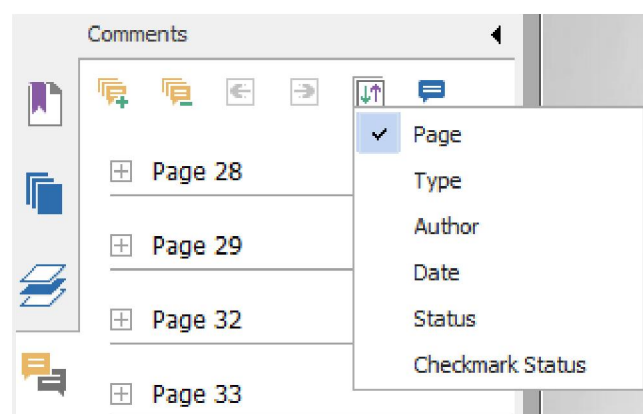 Comments
Page 28
Page 29
Page 32
Page 33
Page
Type
Author
Date
Status
Checkmark Status